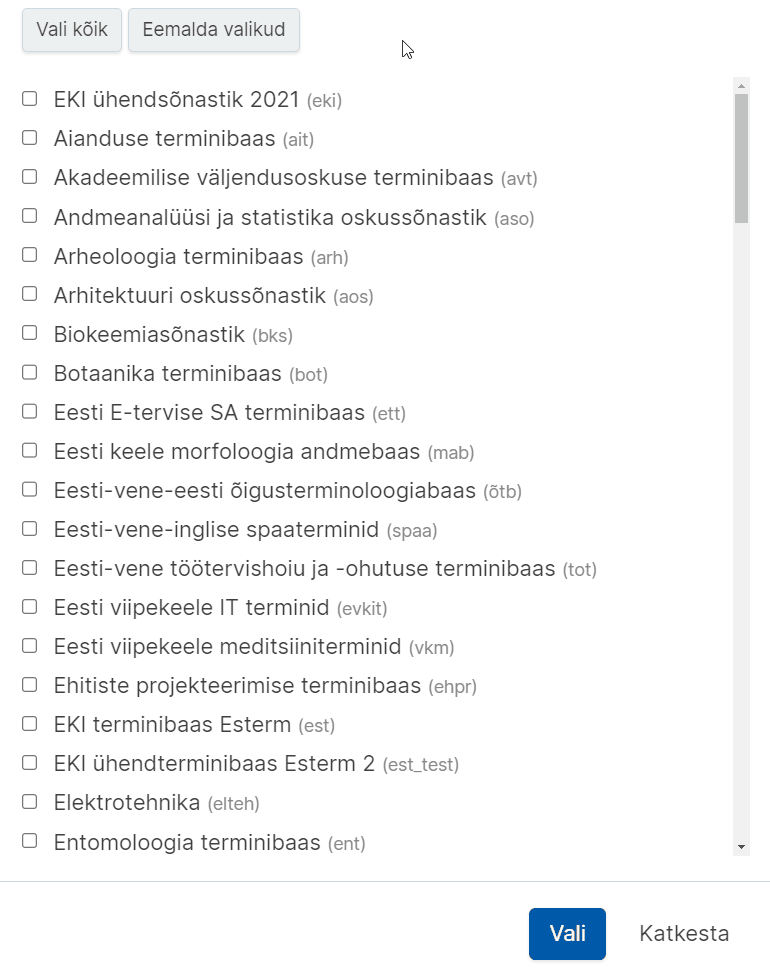 Vali kõik Eemalda valikud
EKI ühendsõnastik 2021 (eki)
Aianduse terminibaas (ait)
Akadeemilise väljendusoskuse terminibaas (avt)
Andmeanalüüsi ja statistika oskussõnastik (aso)
Arheoloogia terminibaas (arh)
Arhitektuuri oskussõnastik (aos)
Biokeemiasõnastik (bks)
Botaanika terminibaas (bot)
Eesti E-tervise SA terminibaas (ett)
Eesti keele morfoloogia andmebaas (mab)
Eesti-vene-eesti õigusterminoloogiabaas (õtb)
Eesti-vene-inglise spaaterminid (spaa)
Eesti-vene töötervishoiu ja -ohutuse terminibaas (tot)
Eesti viipekeele IT terminid (evkit)
Eesti viipekeele meditsiiniterminid (vkm)
Ehitiste projekteerimise terminibaas (ehpr)
EKI terminibaas Esterm (est)
EKI ühendterminibaas Esterm 2 (est_test)
Elektrotehnika (elteh)
Entomoloogia terminibaas (ent)
Vali Katkesta